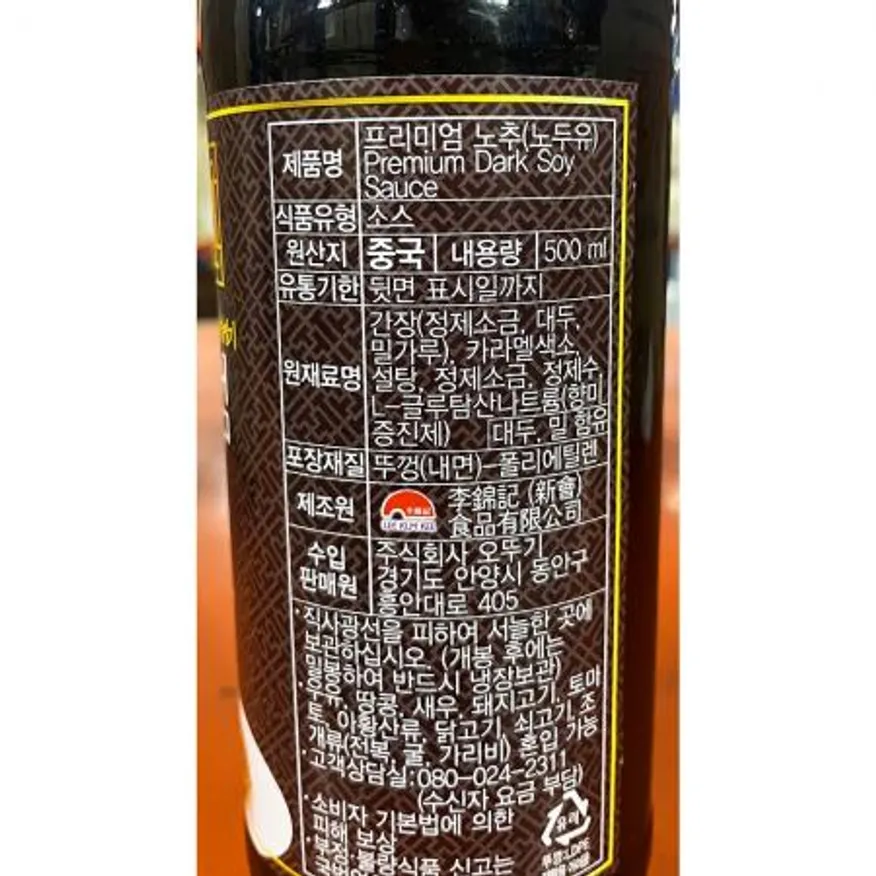 제품명
프리미엄 노추(노두유)
Premium Dark Soy
Sauce
식품유형 소스
원산지 중국 내용량 500 ml
유통기한 뒷면 표시일까지
원재료명
간장(정제소금, 대두,
밀가루), 카라멜색소,
설탕, 정제소금, 정제수,
L-글루탐산나트륨(향미
증진제) 대두, 밀 함유
포장재질 뚜껑(내면)-폴리에틸렌
제조원
李錦記
LEE KUM KEE
李錦記 (新會)
食品有限公司
수입
판매원
주식회사 오뚜기
경기도 안양시 동안구
흥안대로 405
·직사광선을 피하여 서늘한 곳에
보관하십시오. (개봉 후에는
밀봉하여 반드시 냉장보관)
·우유, 땅콩, 새우, 돼지고기, 토마
토, 아황산류, 닭고기, 쇠고기, 조
개류(전복, 굴, 가리비) 혼입 가능
·고객상담실:080-024-2311
(수신자 요금 부담)
·소비자 기본법에 의한
피해 보상
·부정·불량식품 신고는
국번없
유리
뚜껑:LDPE